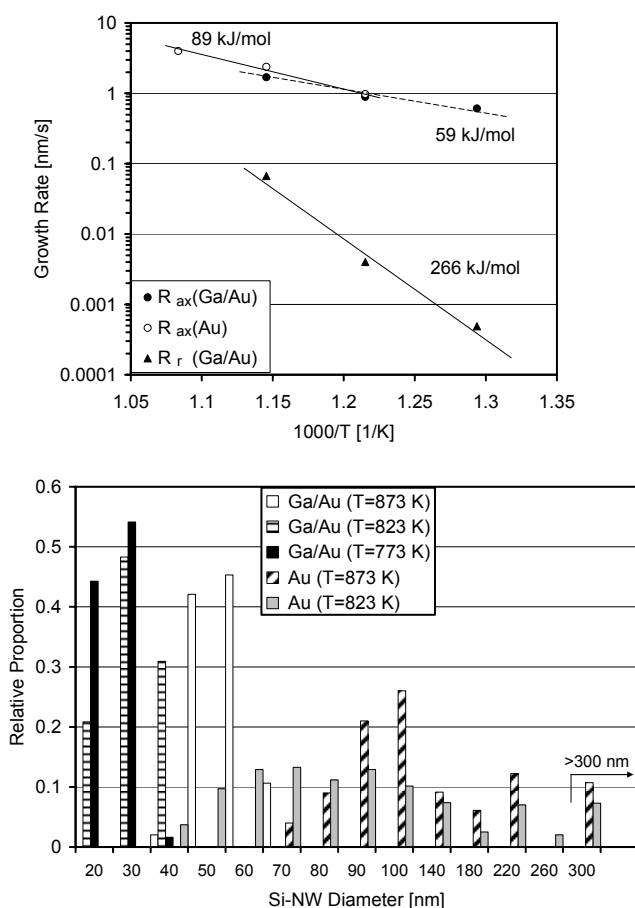 10
1
0.1
0.01
0.001
0.0001
Growth Rate [nm/s]
89 kJ/mol
59 kJ/mol
266 kJ/mol
R ax(Ga/Au)
R ax(Au)
R r (Ga/Au)
1.05 1.1 1.15 1.2 1.25 1.3 1.35
1000/T [1/K]
0.6
0.5
0.4
0.3
0.2
0.1
0
Relative Proportion
Ga/Au (T=873 K)
Ga/Au (T=823 K)
Ga/Au (T=773 K)
Au (T=873 K)
Au (T=823 K)
>300 nm
20 30 40 50 60 70 80 90 100 140 180 220 260 300
Si-NW Diameter [nm]